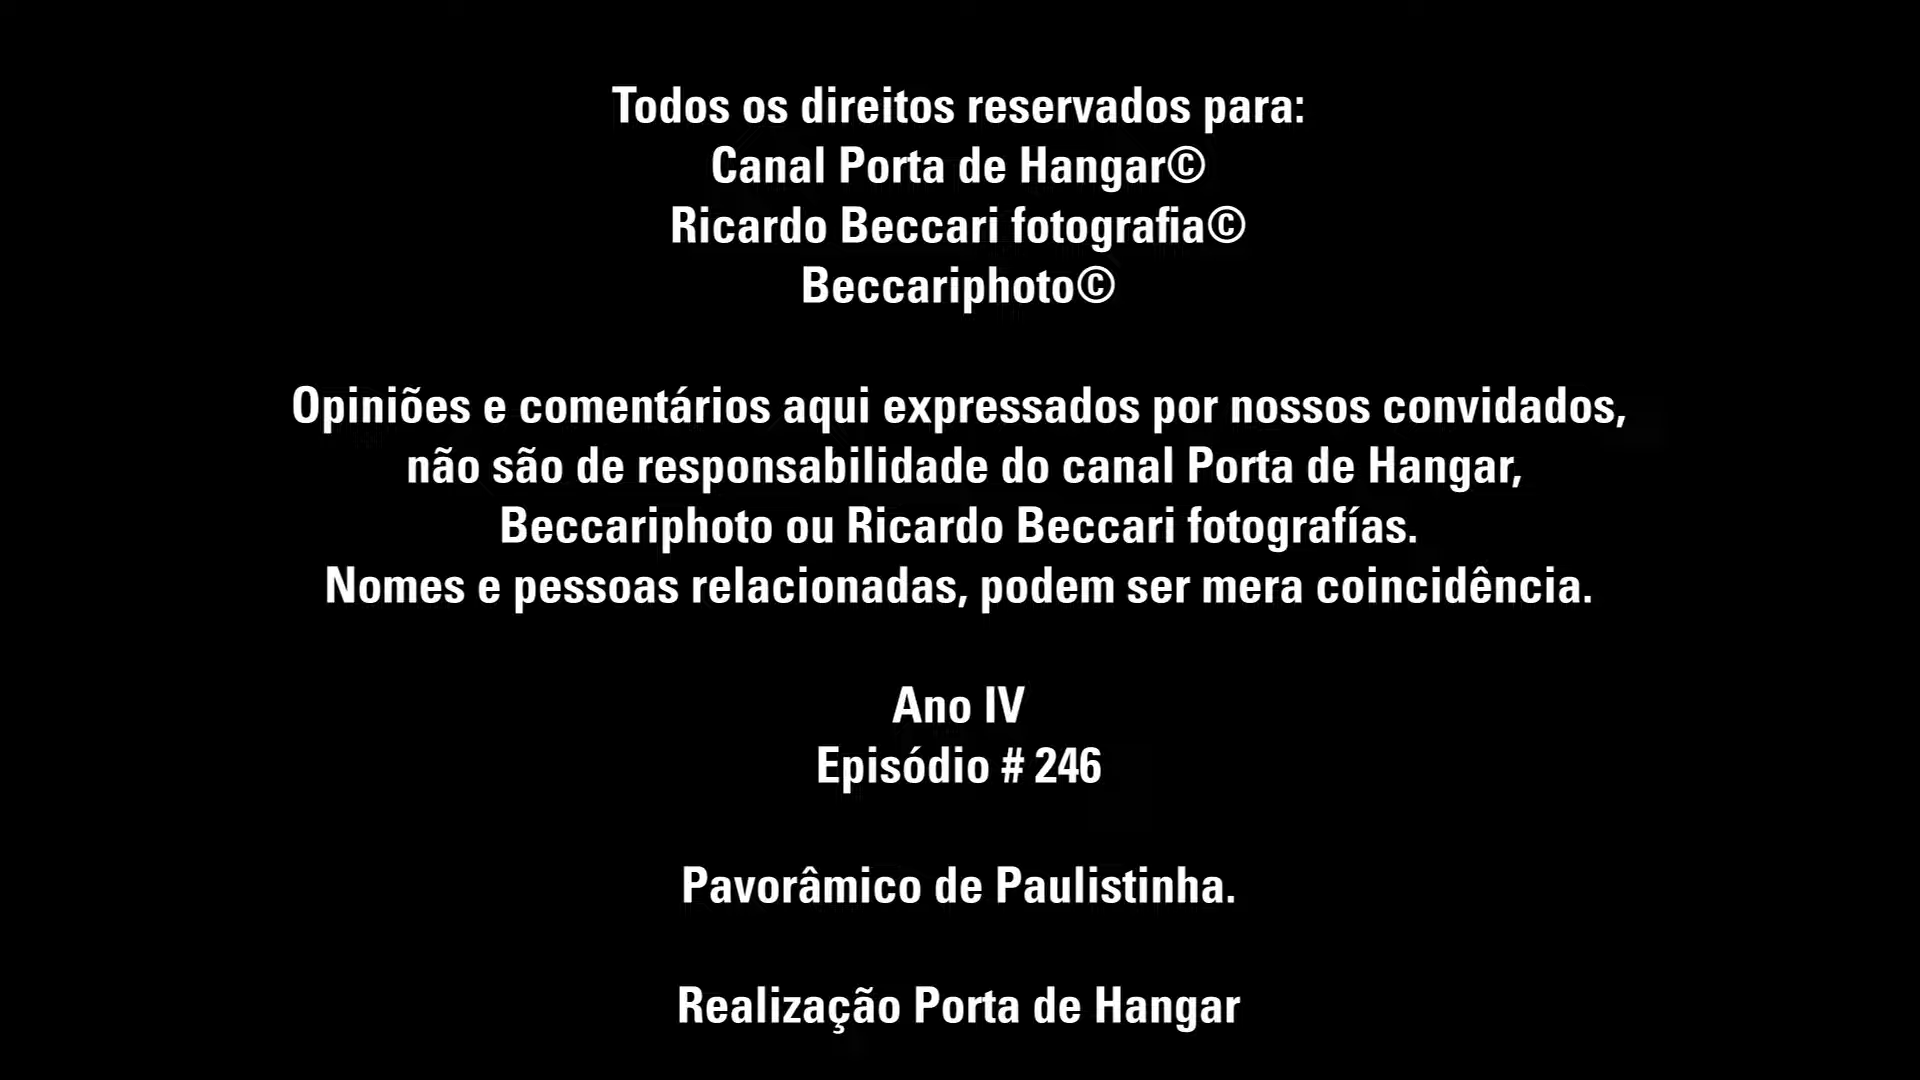 Todos os direitos reservados para:
Canal Porta de Hangar©
Ricardo Beccari fotografia©
Beccariphoto©
Opiniões e comentários aqui expressados por nossos convidados,
não são de responsabilidade do canal Porta de Hangar,
Beccariphoto ou Ricardo Beccari fotografías.
Nomes e pessoas relacionadas, podem ser mera coincidência.
Ano IV
Episódio # 246
Pavorâmico de Paulistinha.
Realização Porta de Hangar